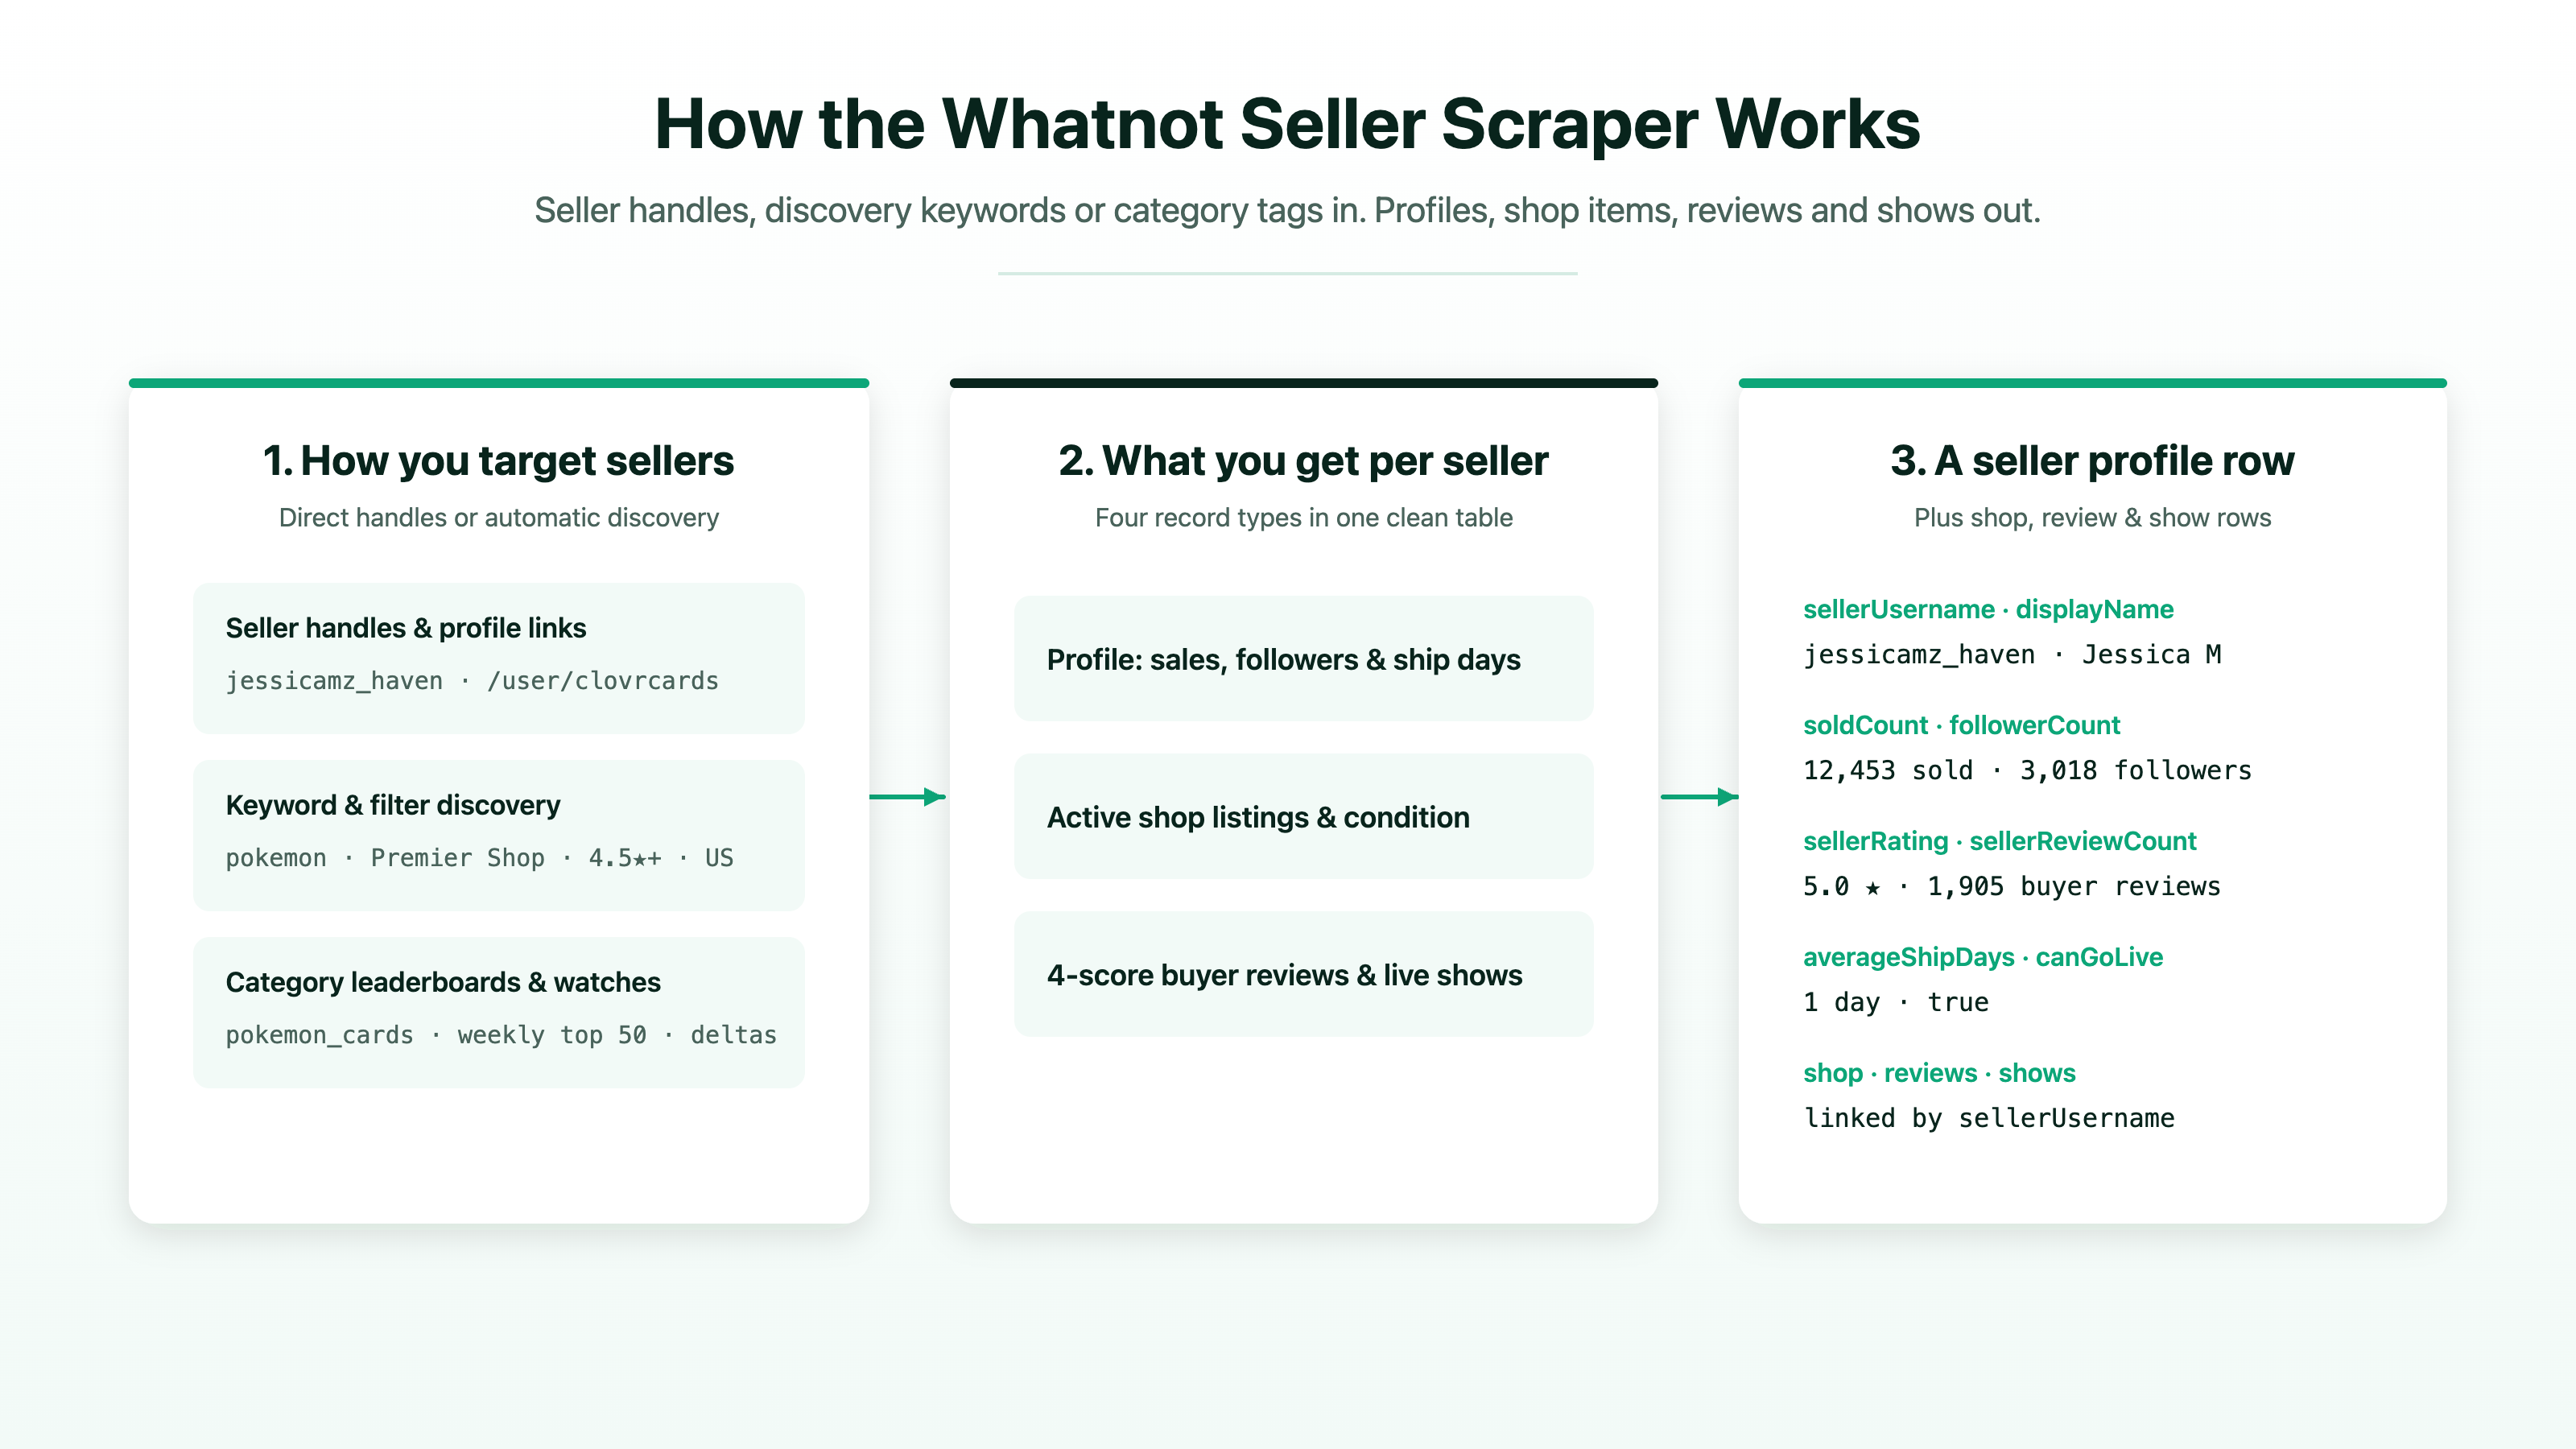 How the Whatnot Seller Scraper Works
Seller handles, discovery keywords or category tags in. Profiles, shop items, reviews and shows out.
1. How you target sellers
Direct handles or automatic discovery
Seller handles & profile links
jessicamz_haven · /user/clovrcards
Keyword & filter discovery
pokemon · Premier Shop · 4.5★+ · US
Category leaderboards & watches
pokemon_cards · weekly top 50 · deltas
2. What you get per seller
Four record types in one clean table
Profile: sales, followers & ship days
Active shop listings & condition
4-score buyer reviews & live shows
3. A seller profile row
Plus shop, review & show rows
sellerUsername · displayName
jessicamz_haven · Jessica M
soldCount · followerCount
12,453 sold · 3,018 followers
sellerRating · sellerReviewCount
5.0 ★ · 1,905 buyer reviews
averageShipDays · canGoLive
1 day · true
shop · reviews · shows
linked by sellerUsername